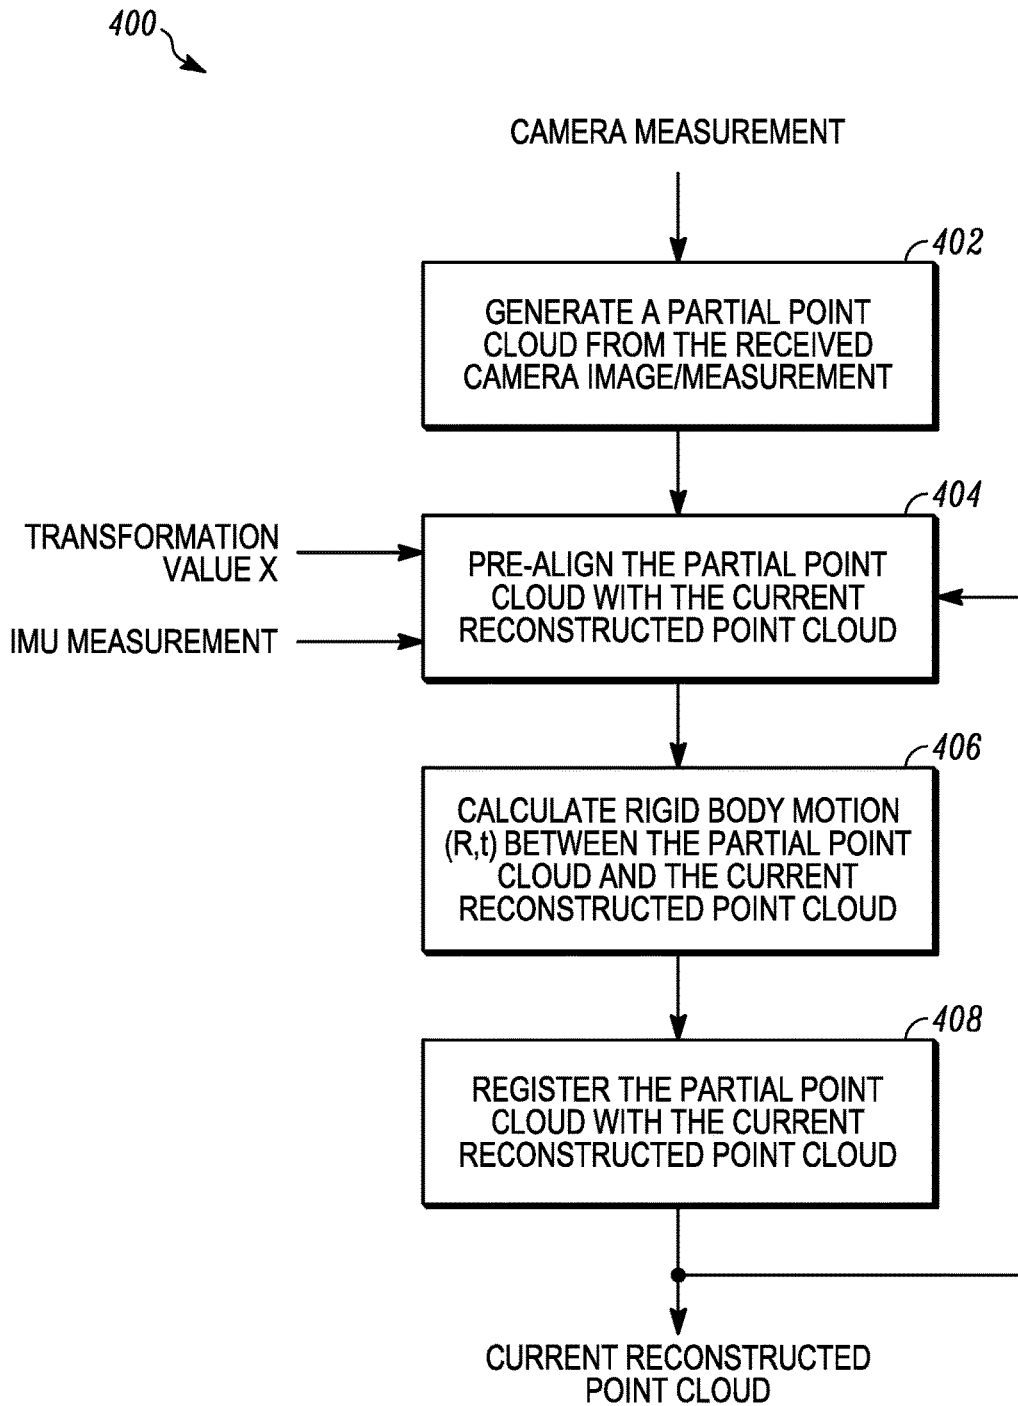 400
CAMERA MEASUREMENT
402
GENERATE A PARTIAL POINT
CLOUD FROM THE RECEIVED
CAMERA IMAGE/MEASUREMENT
404
TRANSFORMATION
VALUE X
IMU MEASUREMENT
PRE-ALIGN THE PARTIAL POINT
CLOUD WITH THE CURRENT
RECONSTRUCTED POINT CLOUD
406
CALCULATE RIGID BODY MOTION
(R,t) BETWEEN THE PARTIAL POINT
CLOUD AND THE CURRENT
RECONSTRUCTED POINT CLOUD
408
REGISTER THE PARTIAL POINT
CLOUD WITH THE CURRENT
RECONSTRUCTED POINT CLOUD
CURRENT RECONSTRUCTED
POINT CLOUD